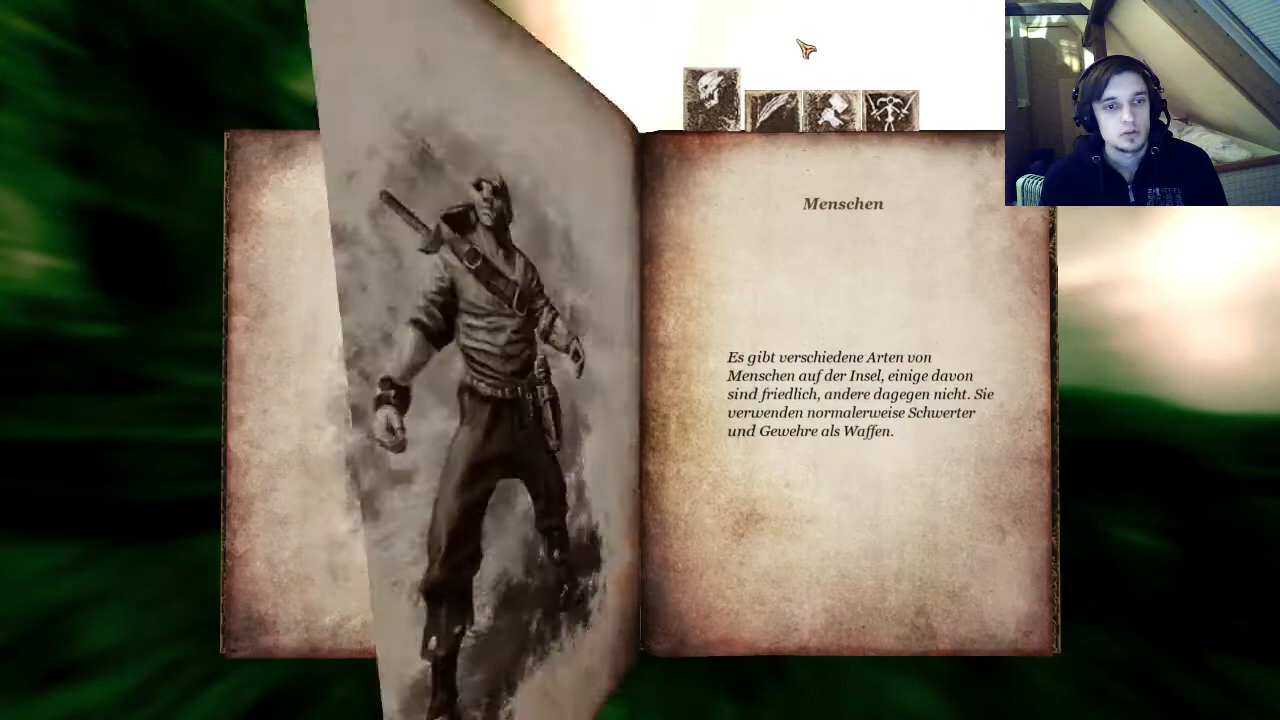 Menschen
Es gibt verschiedene Arten von
Menschen auf der Insel, einige davon
sind friedlich, andere dagegen nicht. Sie
verwenden normalerweise Schwerter
und Gewehre als Waffen.